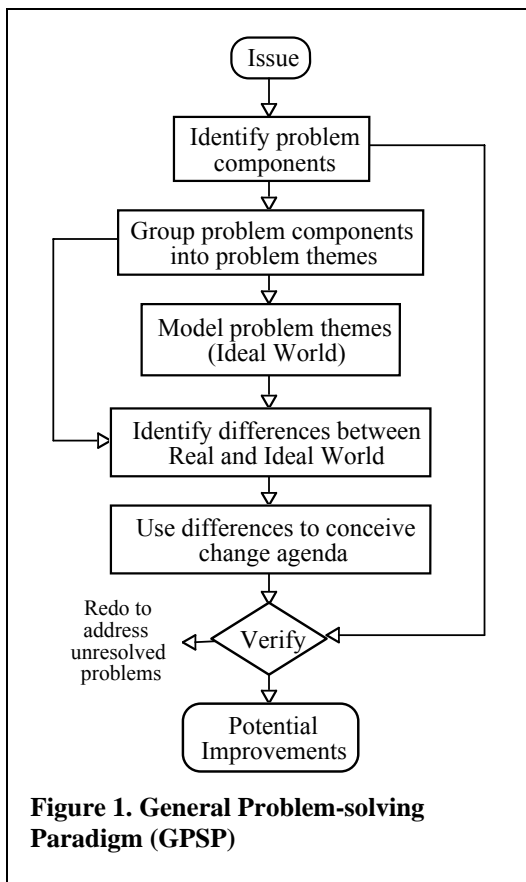 Issue
Identify problem
components
Group problem components
into problem themes
Model problem themes
(Ideal World)
Identify differences between
Real and Ideal World
Use differences to conceive
change agenda
Redo to
address
unresolved
problems
Verify
Potential
Improvements
Figure 1. General Problem-solving
Paradigm (GPSP)